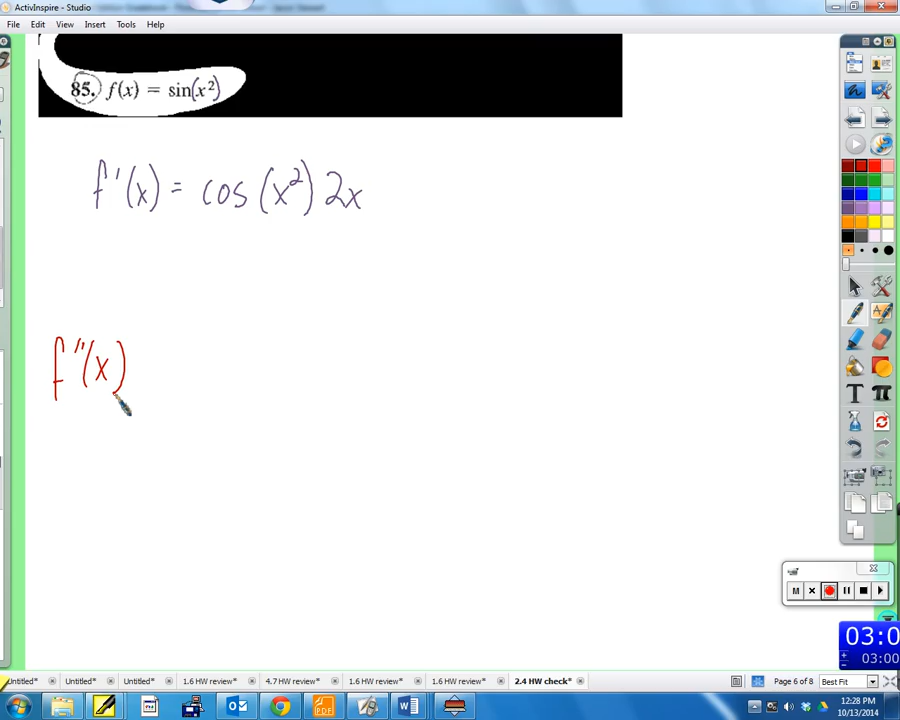 ActivInspire - Studio
File Edit View Insert Tools Help
85. f(x) = sin(x²)
f'(x) = cos(x²) 2x
f''(x)
M
03:0
03:00
Untitled* Untitled* Untitled* 1.6 HW review* 4.7 HW review* 1.6 HW review* 1.6 HW review* 2.4 HW check* Page 6 of 8 Best Fit
12:28 PM
10/13/2014